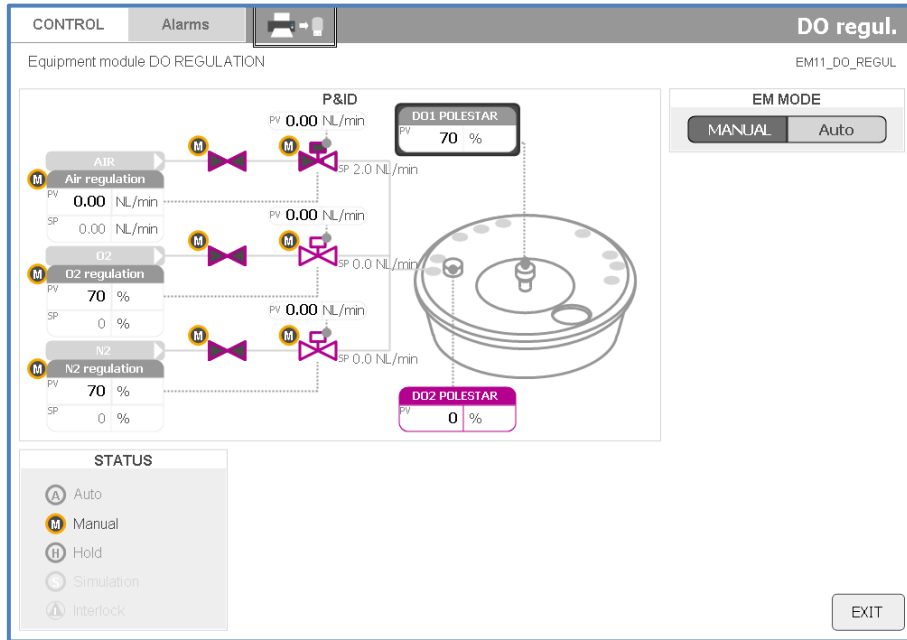 CONTROL Alarms DO regul.
Equipment module DO REGULATION EM11_DO_REGUL
P&ID
EM MODE
MANUAL Auto
PV 0.00 NL/min
DO1 POLESTAR
PV 70 %
M M
SP 2.0 NL/min
AIR
M Air regulation
PV 0.00 NL/min
SP 0.00 NL/min
PV 0.00 NL/min
M M
SP 0.0 NL/min
O2
M O2 regulation
PV 70 %
SP 0 %
PV 0.00 NL/min
M M
SP 0.0 NL/min
N2
M N2 regulation
PV 70 %
SP 0 %
DO2 POLESTAR
PV 0 %
STATUS
A Auto
M Manual
H Hold
S Simulation
Interlock
EXIT